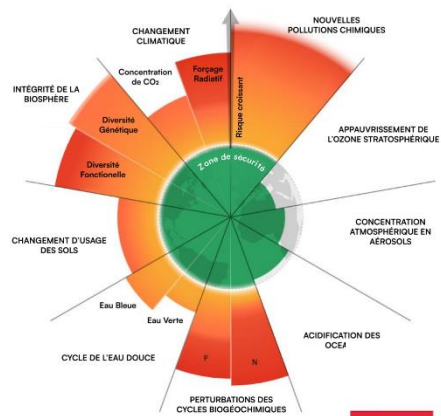 NOUVELLES
POLLUTIONS CHIMIQUES
CHANGEMENT
CLIMATIQUE
Concentration
de CO₂
Forçage
Radiatif
Risque croissant
INTÉGRITÉ DE LA
BIOSPHÈRE
Diversité
Génétique
Diversité
Fonctionelle
Zone de sécurité
APPAUVRISSEMENT DE
L'OZONE STRATOSPHÉRIQUE
CONCENTRATION
ATMOSPHÉRIQUE EN
AÉROSOLS
CHANGEMENT D'USAGE
DES SOLS
Eau Bleue
Eau Verte
CYCLE DE L'EAU DOUCE
P
N
ACIDIFICATION DES
OCEA
PERTURBATIONS DES
CYCLES BIOGÉOCHIMIQUES